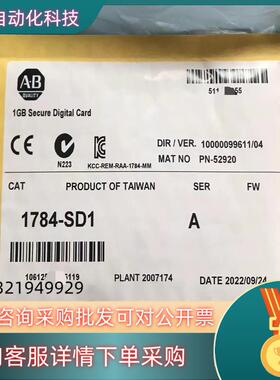 自动化科技
AB
QUALITY
1GB Secure Digital Card
N223
KCC-REM-RAA-1784-MM
DIR / VER. 10000099611/04
MAT NO PN-52920
CAT PRODUCT OF TAIWAN SER FW
1784-SD1 A
821949929
PLANT 2007174 DATE 2022/09/24
咨询采购批发可对公开票
客服详情下单采购